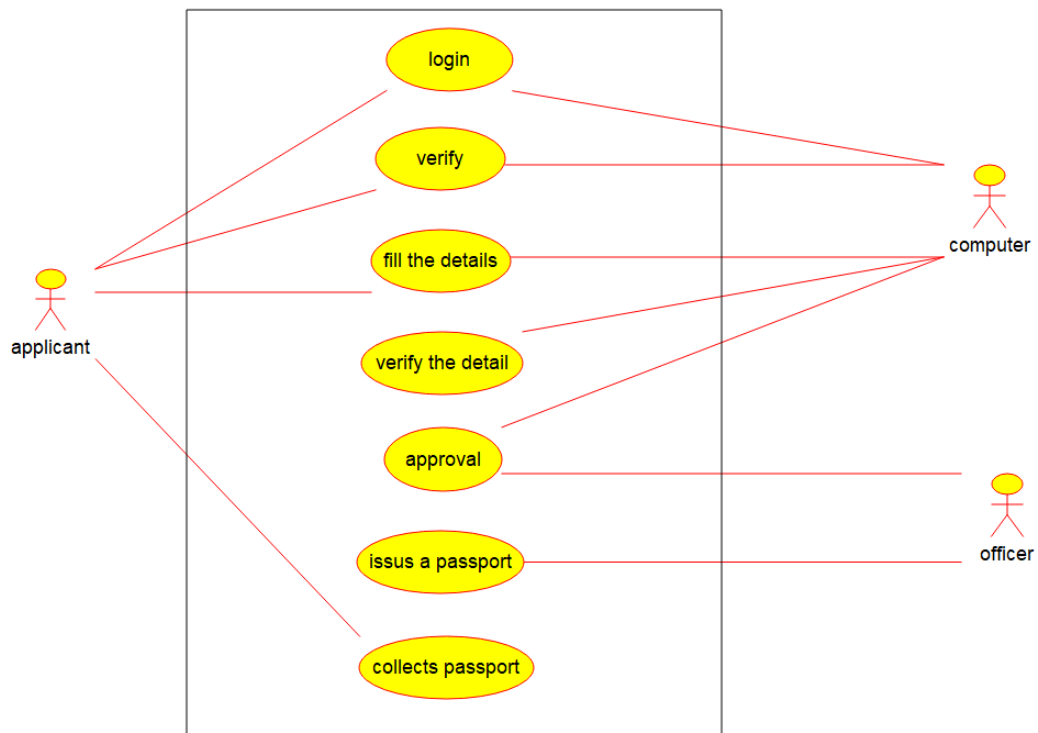 login
verify
computer
fill the details
applicant
verify the detail
approval
officer
issus a passport
collects passport